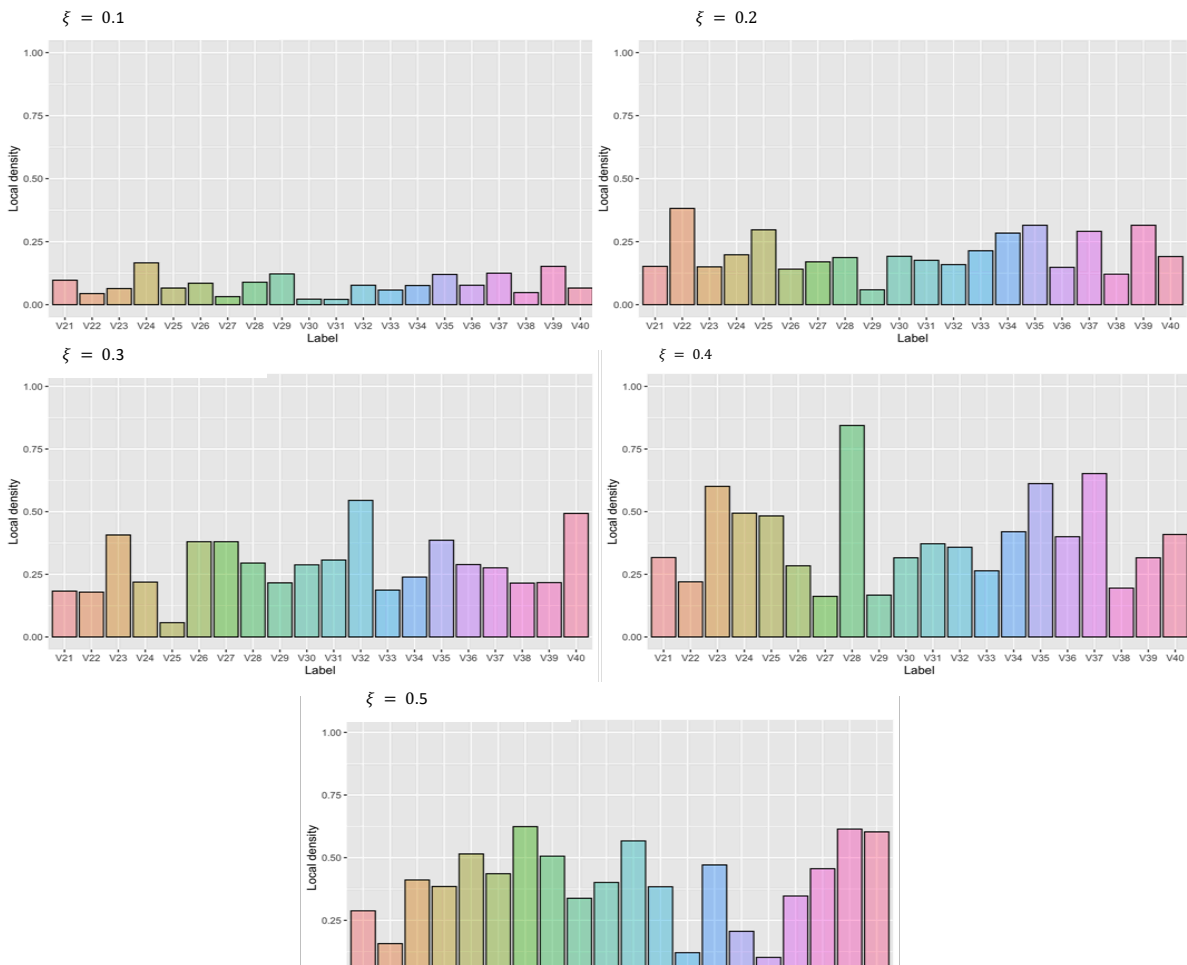 ξ = 0.1
1.00
0.75
0.50
0.25
0.00
Local density
V21 V22 V23 V24 V25 V26 V27 V28 V29 V30 V31 V32 V33 V34 V35 V36 V37 V38 V39 V40
Label
ξ = 0.2
1.00
0.75
0.50
0.25
0.00
Local density
V21 V22 V23 V24 V25 V26 V27 V28 V29 V30 V31 V32 V33 V34 V35 V36 V37 V38 V39 V40
Label
ξ = 0.3
1.00
0.75
0.50
0.25
0.00
Local density
V21 V22 V23 V24 V25 V26 V27 V28 V29 V30 V31 V32 V33 V34 V35 V36 V37 V38 V39 V40
Label
ξ = 0.4
1.00
0.75
0.50
0.25
0.00
Local density
V21 V22 V23 V24 V25 V26 V27 V28 V29 V30 V31 V32 V33 V34 V35 V36 V37 V38 V39 V40
Label
ξ = 0.5
1.00
0.75
0.50
0.25
Local density